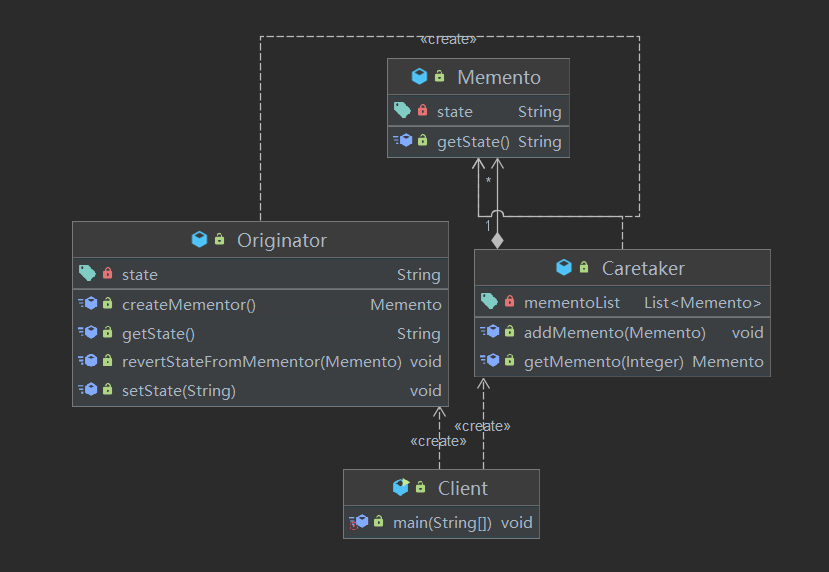 «create»
Memento
state String
getState() String
*
1
Originator
state String
createMementor() Memento
getState() String
revertStateFromMementor(Memento) void
setState(String) void
Caretaker
mementoList List<Memento>
addMemento(Memento) void
getMemento(Integer) Memento
«create»
«create»
Client
main(String[]) void